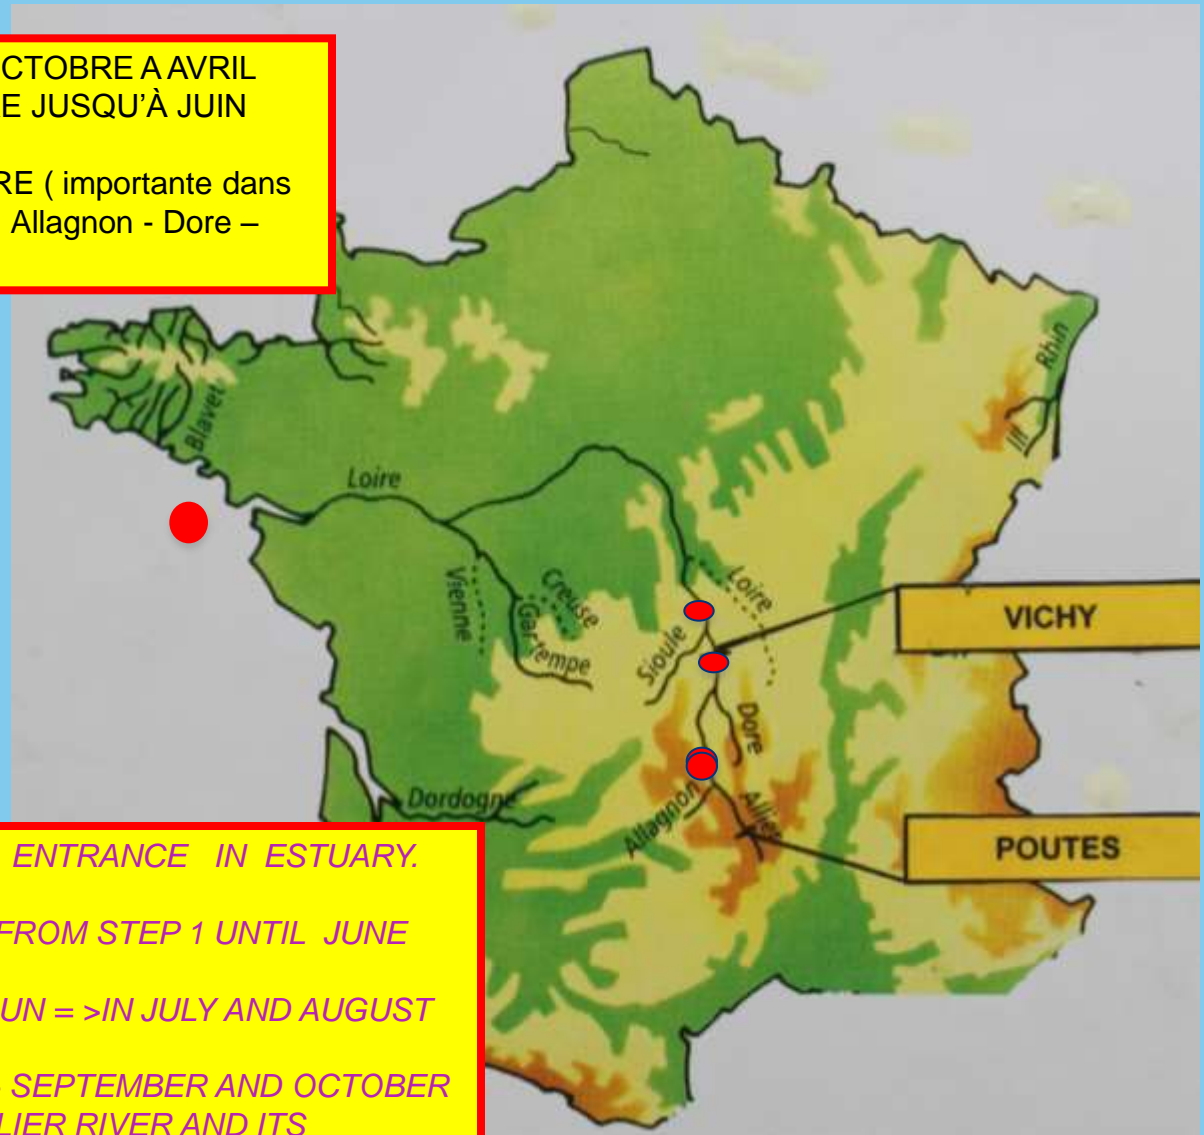 CTOBRE A AVRIL
E JUSQU'À JUIN
RE ( importante dans
Allagnon - Dore –
Rhin
Ill
Blavet
Loire
Vienne
Creuse
Gartempe
Loire
Sioule
VICHY
Dore
Dordogne
Allagnon
Allier
POUTES
ENTRANCE IN ESTUARY.
FROM STEP 1 UNTIL JUNE
UN = >IN JULY AND AUGUST
SEPTEMBER AND OCTOBER
LIER RIVER AND ITS